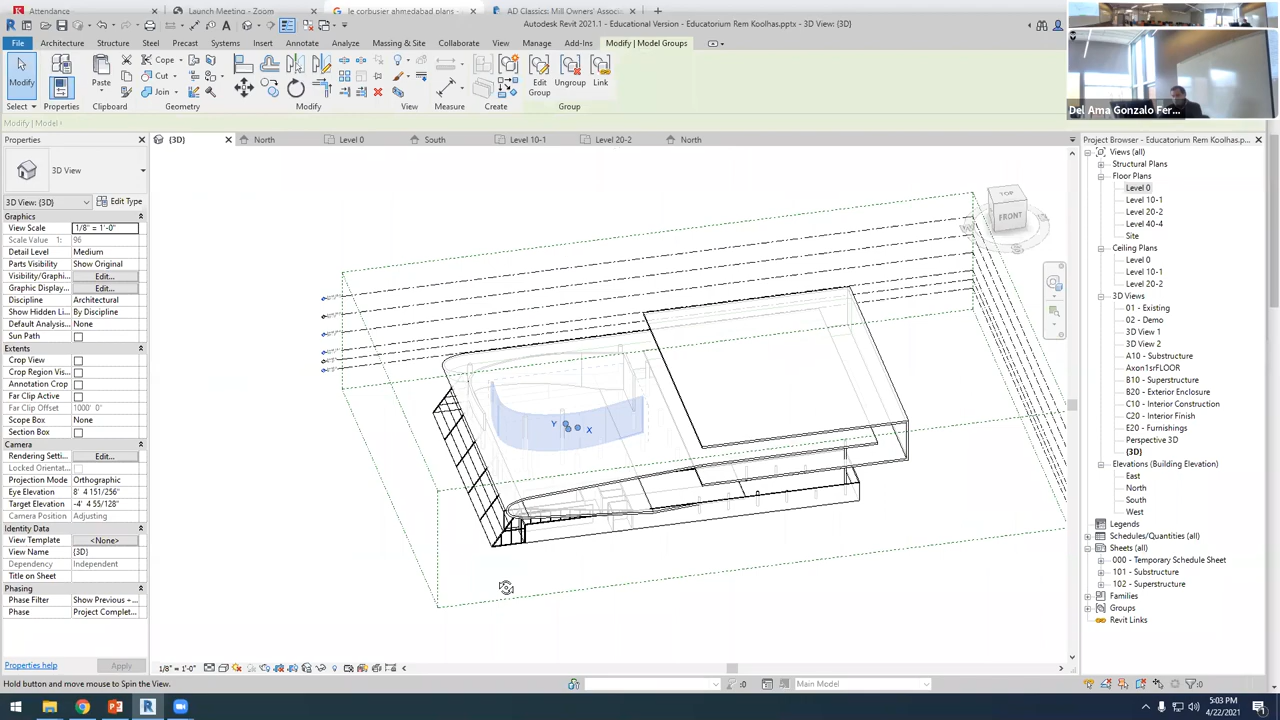 Attendance
Launch Meeting - Zoom
le corbusier ahmedabad plans -
AD Classics: Mill Owners' Associa
Autodesk Revit 2021.1 - Educational Version - Educatorium Rem Koolhas.pptx - 3D View: {3D}
File Architecture Structure Steel Precast Systems Insert Annotate Analyze Massing & Site Collaborate View Manage Add-Ins Modify | Model Groups
Modify
Properties
Paste
Cope
Cut
Join
Edit Group
Ungroup
Link
Select Properties Clipboard Geometry Modify View Measure Create Group
Modify | Model
Del Ama Gonzalo Fer...
Properties
{3D} North Level 0 South Level 10-1 Level 20-2 North
3D View
3D View: {3D} Edit Type
Graphics
View Scale 1/8" = 1'-0"
Scale Value 1: 96
Detail Level Medium
Parts Visibility Show Original
Visibility/Graphi... Edit...
Graphic Display... Edit...
Discipline Architectural
Show Hidden Li... By Discipline
Default Analysis... None
Sun Path
Extents
Crop View
Crop Region Vis...
Annotation Crop
Far Clip Active
Far Clip Offset 1000' 0"
Scope Box None
Section Box
Camera
Rendering Setti... Edit...
Locked Orientat...
Projection Mode Orthographic
Eye Elevation 8' 4 151/256"
Target Elevation -4' 4 55/128"
Camera Position Adjusting
Identity Data
View Template <None>
View Name {3D}
Dependency Independent
Title on Sheet
Phasing
Phase Filter Show Previous +...
Phase Project Complet...
Properties help Apply
TOP
FRONT
W
Y
X
Project Browser - Educatorium Rem Koolhas.pptx
Views (all)
Structural Plans
Floor Plans
Level 0
Level 10-1
Level 20-2
Level 40-4
Site
Ceiling Plans
Level 0
Level 10-1
Level 20-2
3D Views
01 - Existing
02 - Demo
3D View 1
3D View 2
A10 - Substructure
Axon1srFLOOR
B10 - Superstructure
B20 - Exterior Enclosure
C10 - Interior Construction
C20 - Interior Finish
E20 - Furnishings
Perspective 3D
{3D}
Elevations (Building Elevation)
East
North
South
West
Legends
Schedules/Quantities (all)
Sheets (all)
000 - Temporary Schedule Sheet
101 - Substructure
102 - Superstructure
Families
Groups
Revit Links
1/8" = 1'-0"
Hold button and move mouse to Spin the View.
:0
Main Model
:0
5:03 PM
4/22/2021